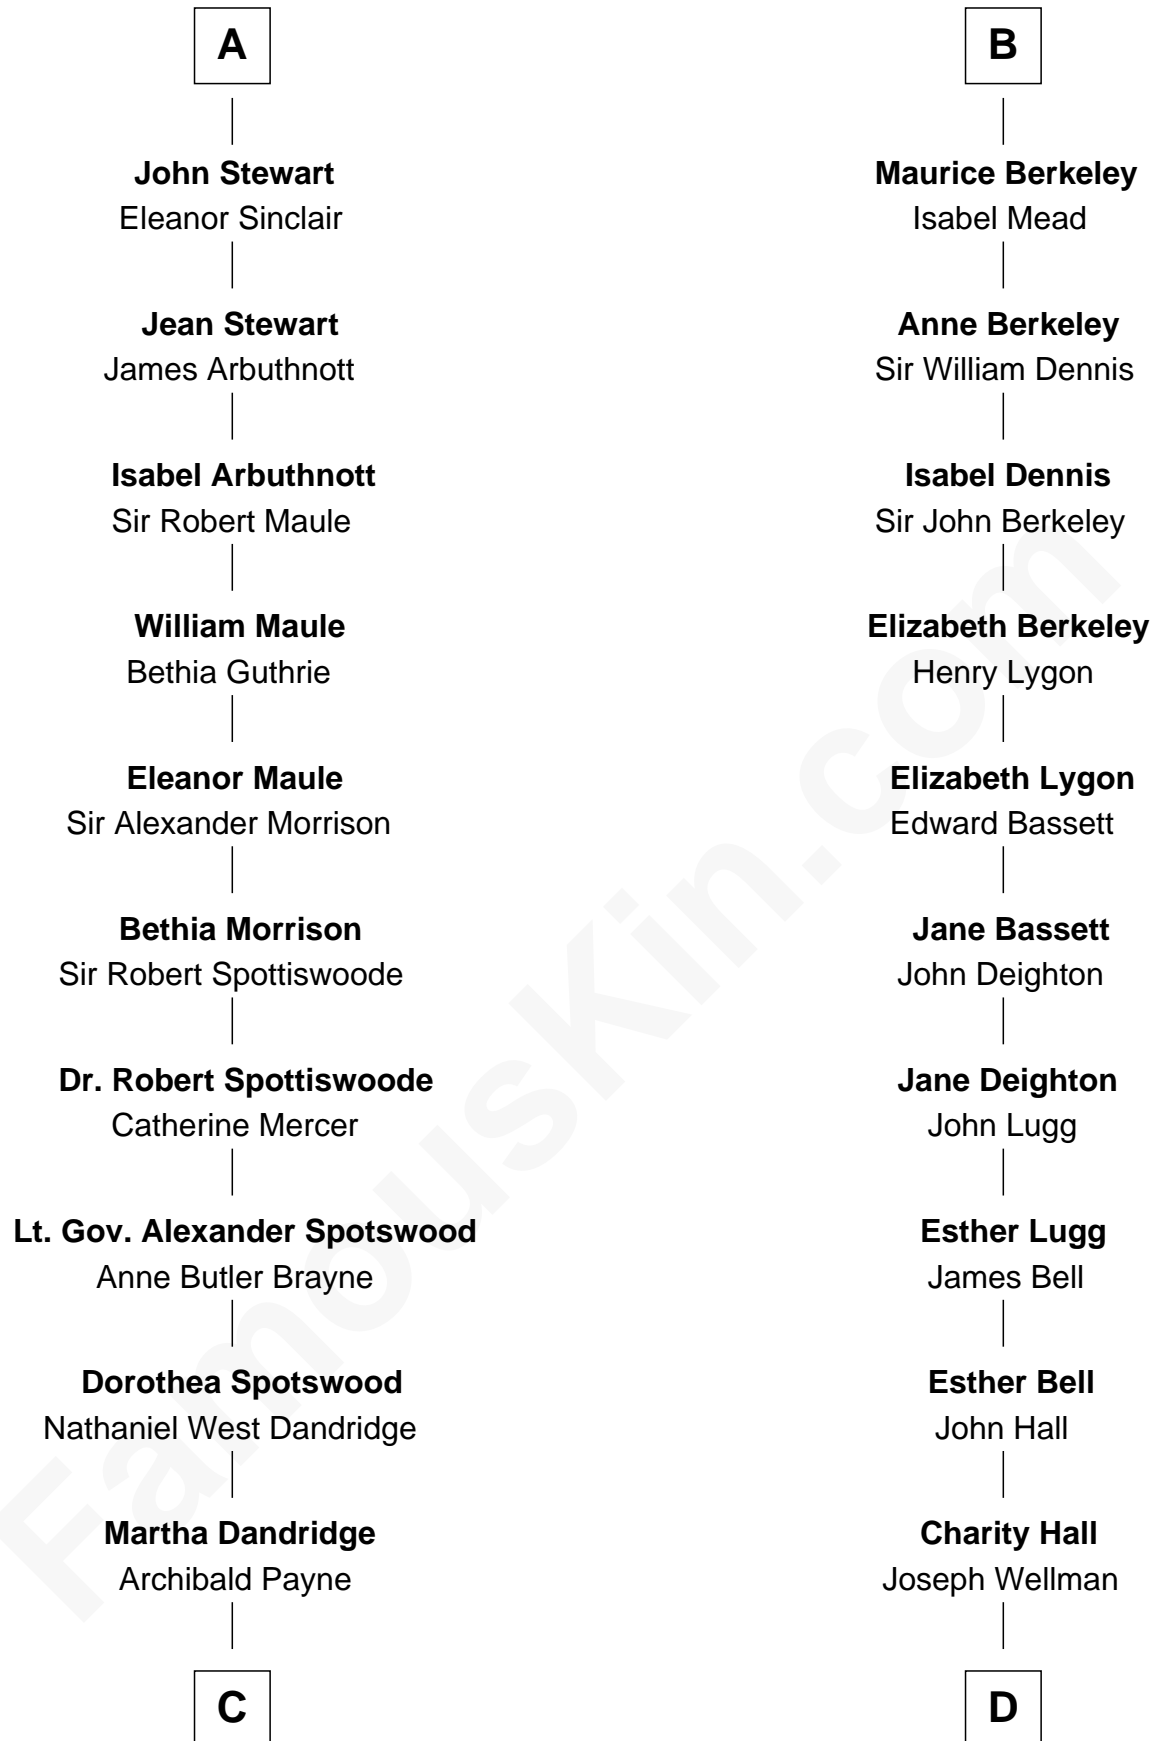 A
John Stewart
Eleanor Sinclair
Jean Stewart
James Arbuthnott
Isabel Arbuthnott
Sir Robert Maule
William Maule
Bethia Guthrie
Eleanor Maule
Sir Alexander Morrison
Bethia Morrison
Sir Robert Spottiswoode
Dr. Robert Spottiswoode
Catherine Mercer
Lt. Gov. Alexander Spotswood
Anne Butler Brayne
Dorothea Spotswood
Nathaniel West Dandridge
Martha Dandridge
Archibald Payne
C
B
Maurice Berkeley
Isabel Mead
Anne Berkeley
Sir William Dennis
Isabel Dennis
Sir John Berkeley
Elizabeth Berkeley
Henry Lygon
Elizabeth Lygon
Edward Bassett
Jane Bassett
John Deighton
Jane Deighton
John Lugg
Esther Lugg
James Bell
Esther Bell
John Hall
Charity Hall
Joseph Wellman
D
FamousKin.com